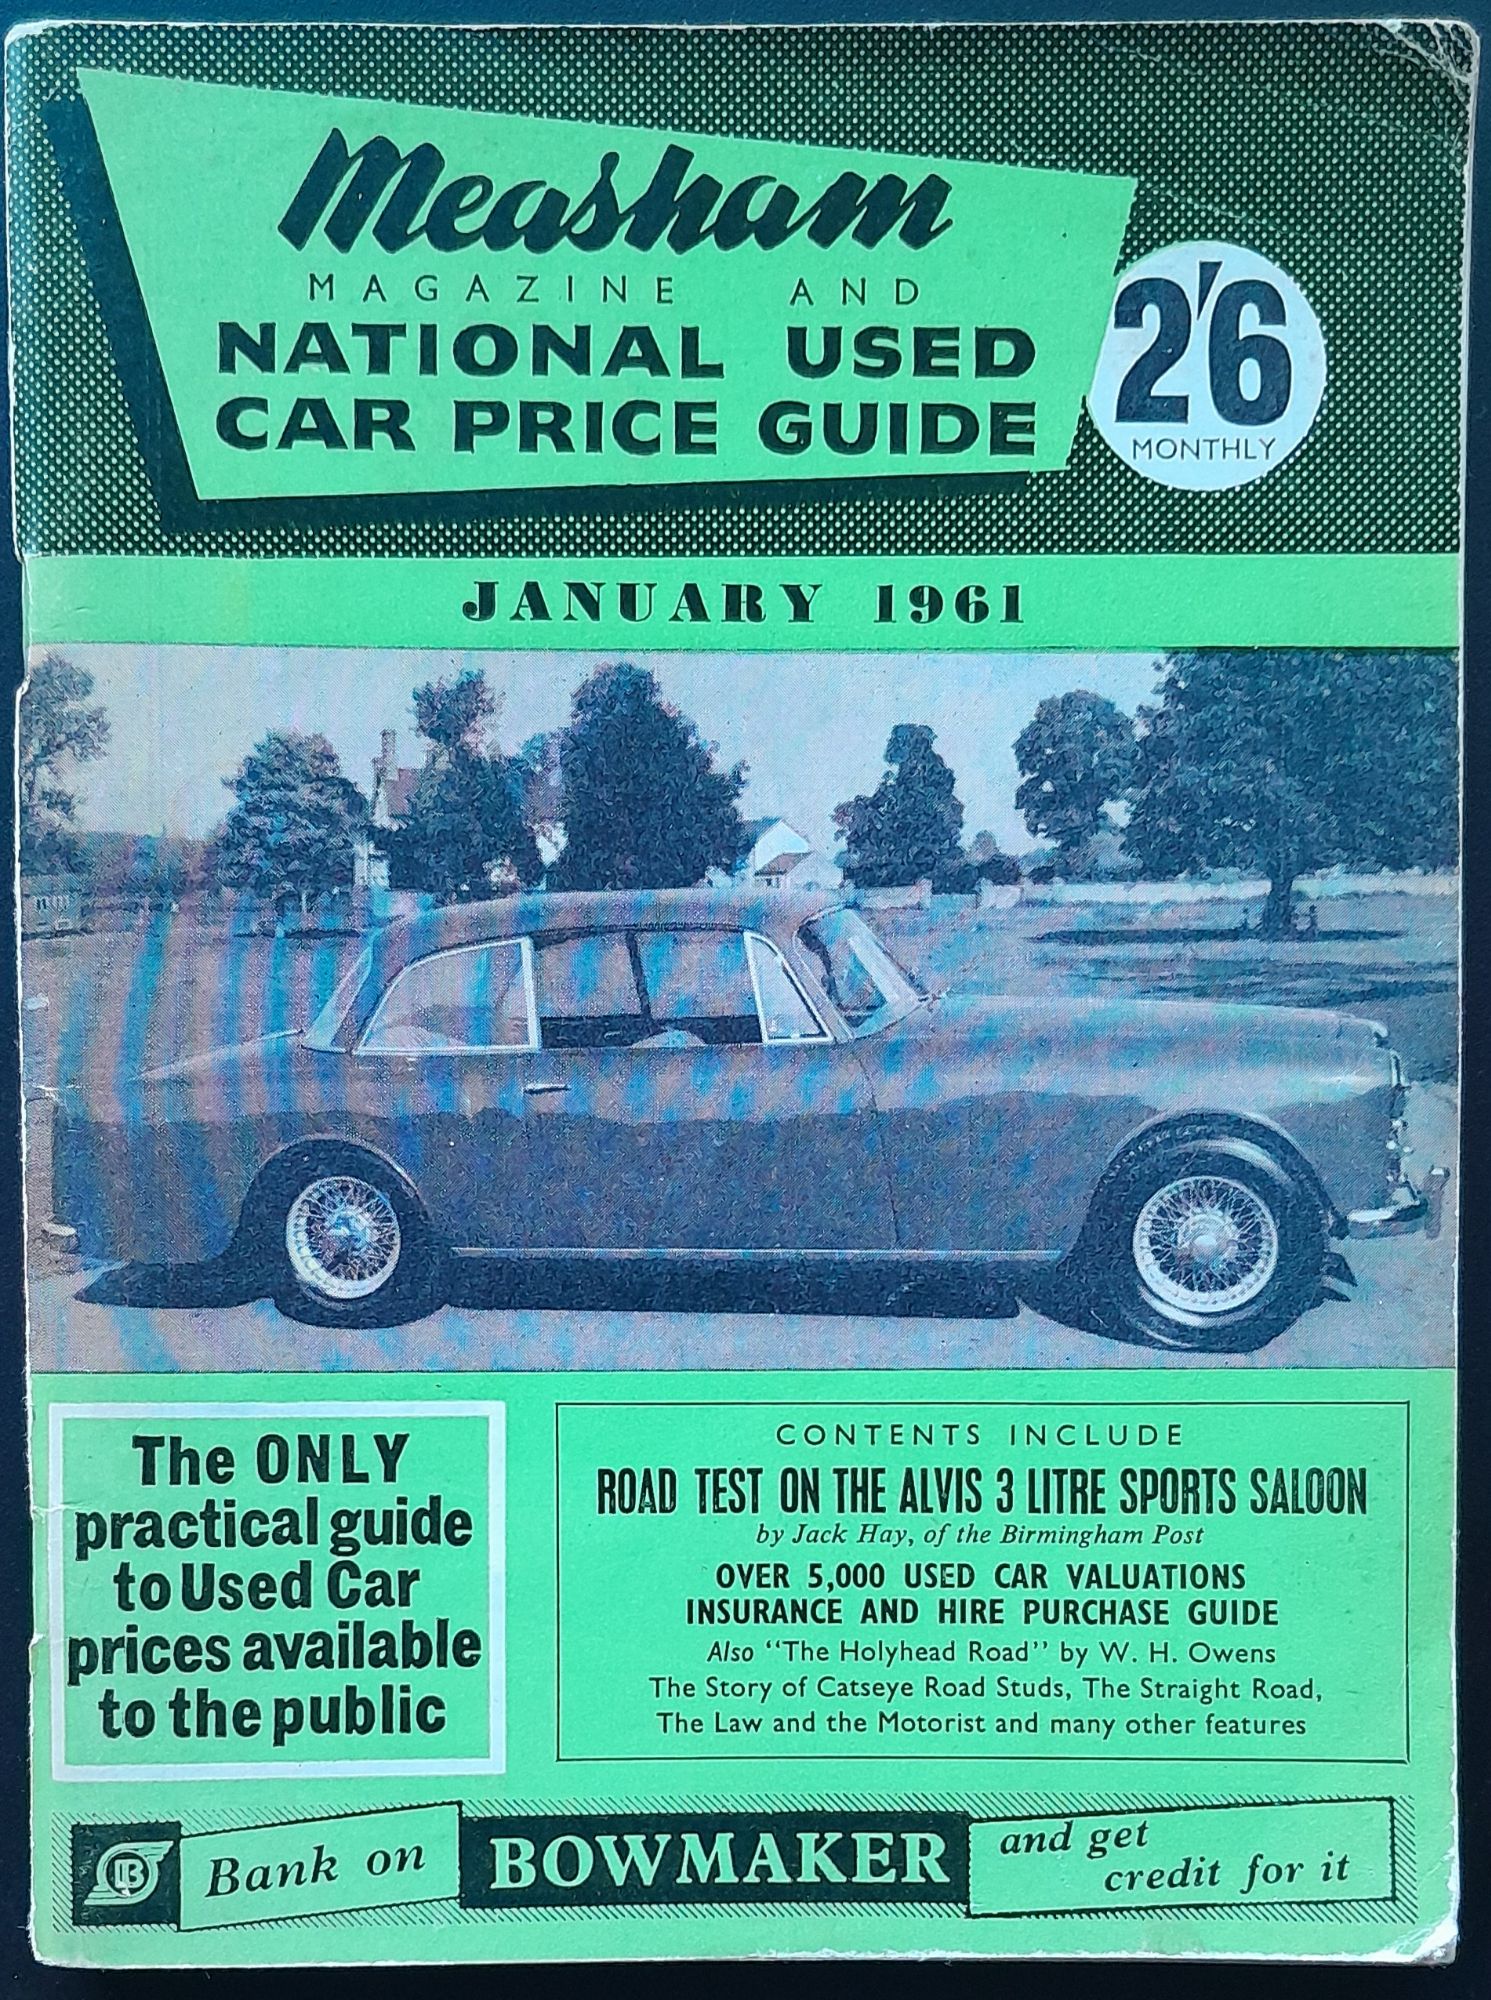 Measham
MAGAZINE AND
NATIONAL USED
CAR PRICE GUIDE
2'6
MONTHLY
JANUARY 1961
The ONLY
practical guide
to Used Car
prices available
to the public
CONTENTS INCLUDE
ROAD TEST ON THE ALVIS 3 LITRE SPORTS SALOON
by Jack Hay, of the Birmingham Post
OVER 5,000 USED CAR VALUATIONS
INSURANCE AND HIRE PURCHASE GUIDE
Also "The Holyhead Road" by W. H. Owens
The Story of Catseye Road Studs, The Straight Road,
The Law and the Motorist and many other features
B
Bank on
BOWMAKER
and get
credit for it